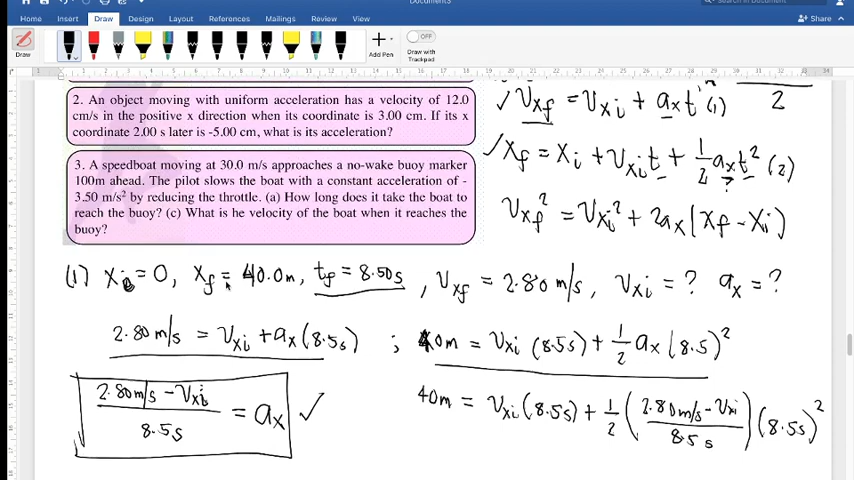 Document3
Search in Document
Home Insert Draw Design Layout References Mailings Review View
Share
Draw
Add Pen
OFF
Draw with Trackpad
2. An object moving with uniform acceleration has a velocity of 12.0
cm/s in the positive x direction when its coordinate is 3.00 cm. If its x
coordinate 2.00 s later is -5.00 cm, what is its acceleration?
3. A speedboat moving at 30.0 m/s approaches a no-wake buoy marker
100m ahead. The pilot slows the boat with a constant acceleration of -
3.50 m/s² by reducing the throttle. (a) How long does it take the boat to
reach the buoy? (c) What is he velocity of the boat when it reaches the
buoy?
2
✓ Vxf = Vxi + axt (1)
✓ Xf = Xi + Vxit + 1/2 axt² (2)
?
Vxf² = Vxi² + 2ax(Xf - Xi)
(1) Xi = 0, Xf = 40.0m, tf = 8.50s, Vxf = 2.80 m/s, Vxi = ? ax = ?
2.80 m/s = Vxi + ax(8.5s) ; 40m = Vxi (8.5s) + 1/2 ax (8.5)²
(2.80 m/s - Vxi)/8.5s = ax ✓
40m = Vxi (8.5s) + 1/2 ((2.80 m/s - Vxi)/8.5s) (8.5s)²